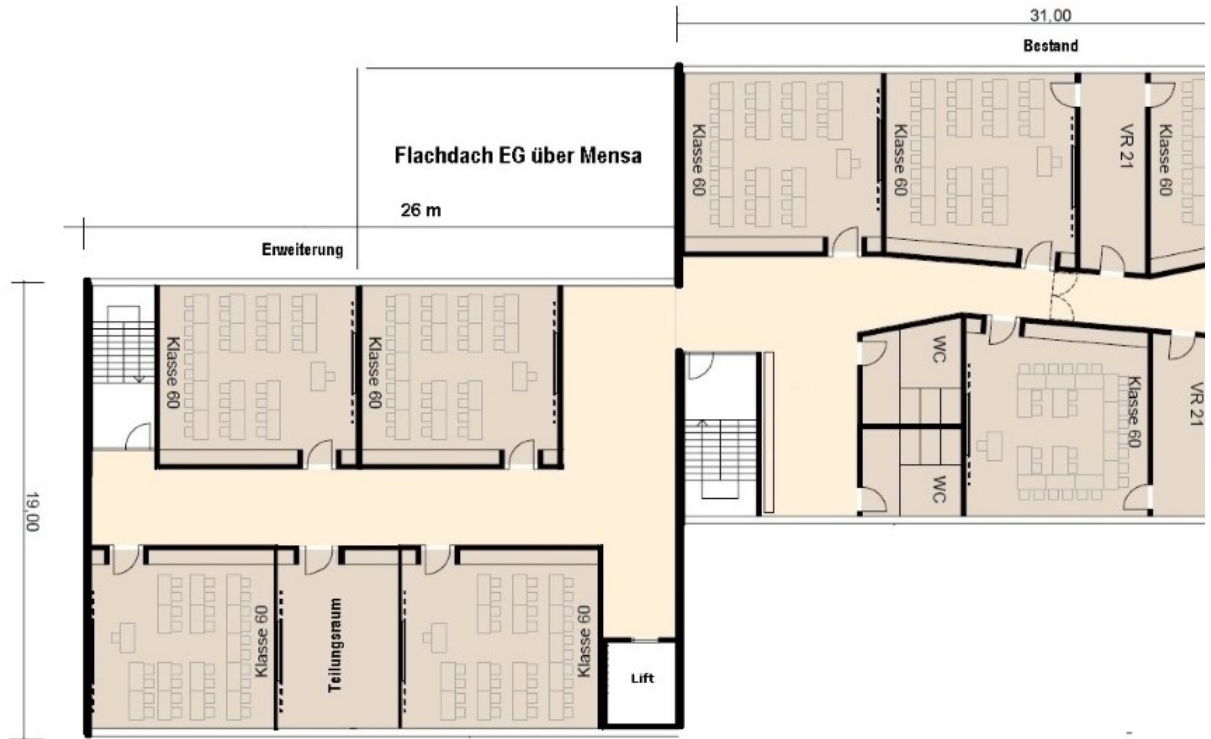 31,00
Bestand
Flachdach EG über Mensa
26 m
Erweiterung
19,00
Klasse 60
Klasse 60
VR 21
Klasse 60
Klasse 60
Klasse 60
WC
WC
Klasse 60
VR 21
Klasse 60
Teilungsraum
Klasse 60
Lift